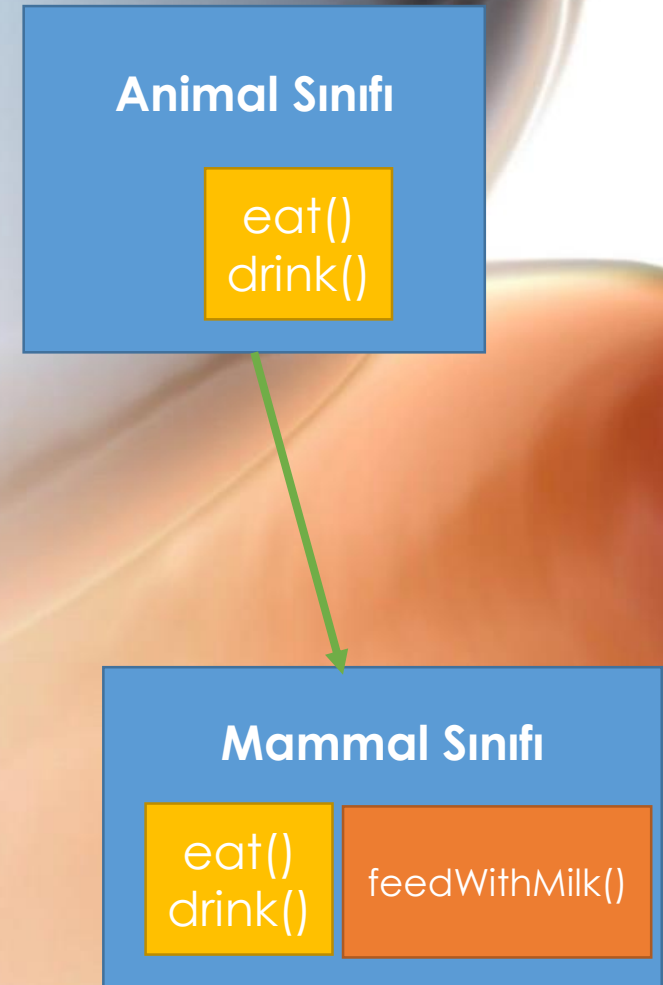 Animal Sınıfı
eat()
drink()
Mammal Sınıfı
eat()
drink()
feedWithMilk()